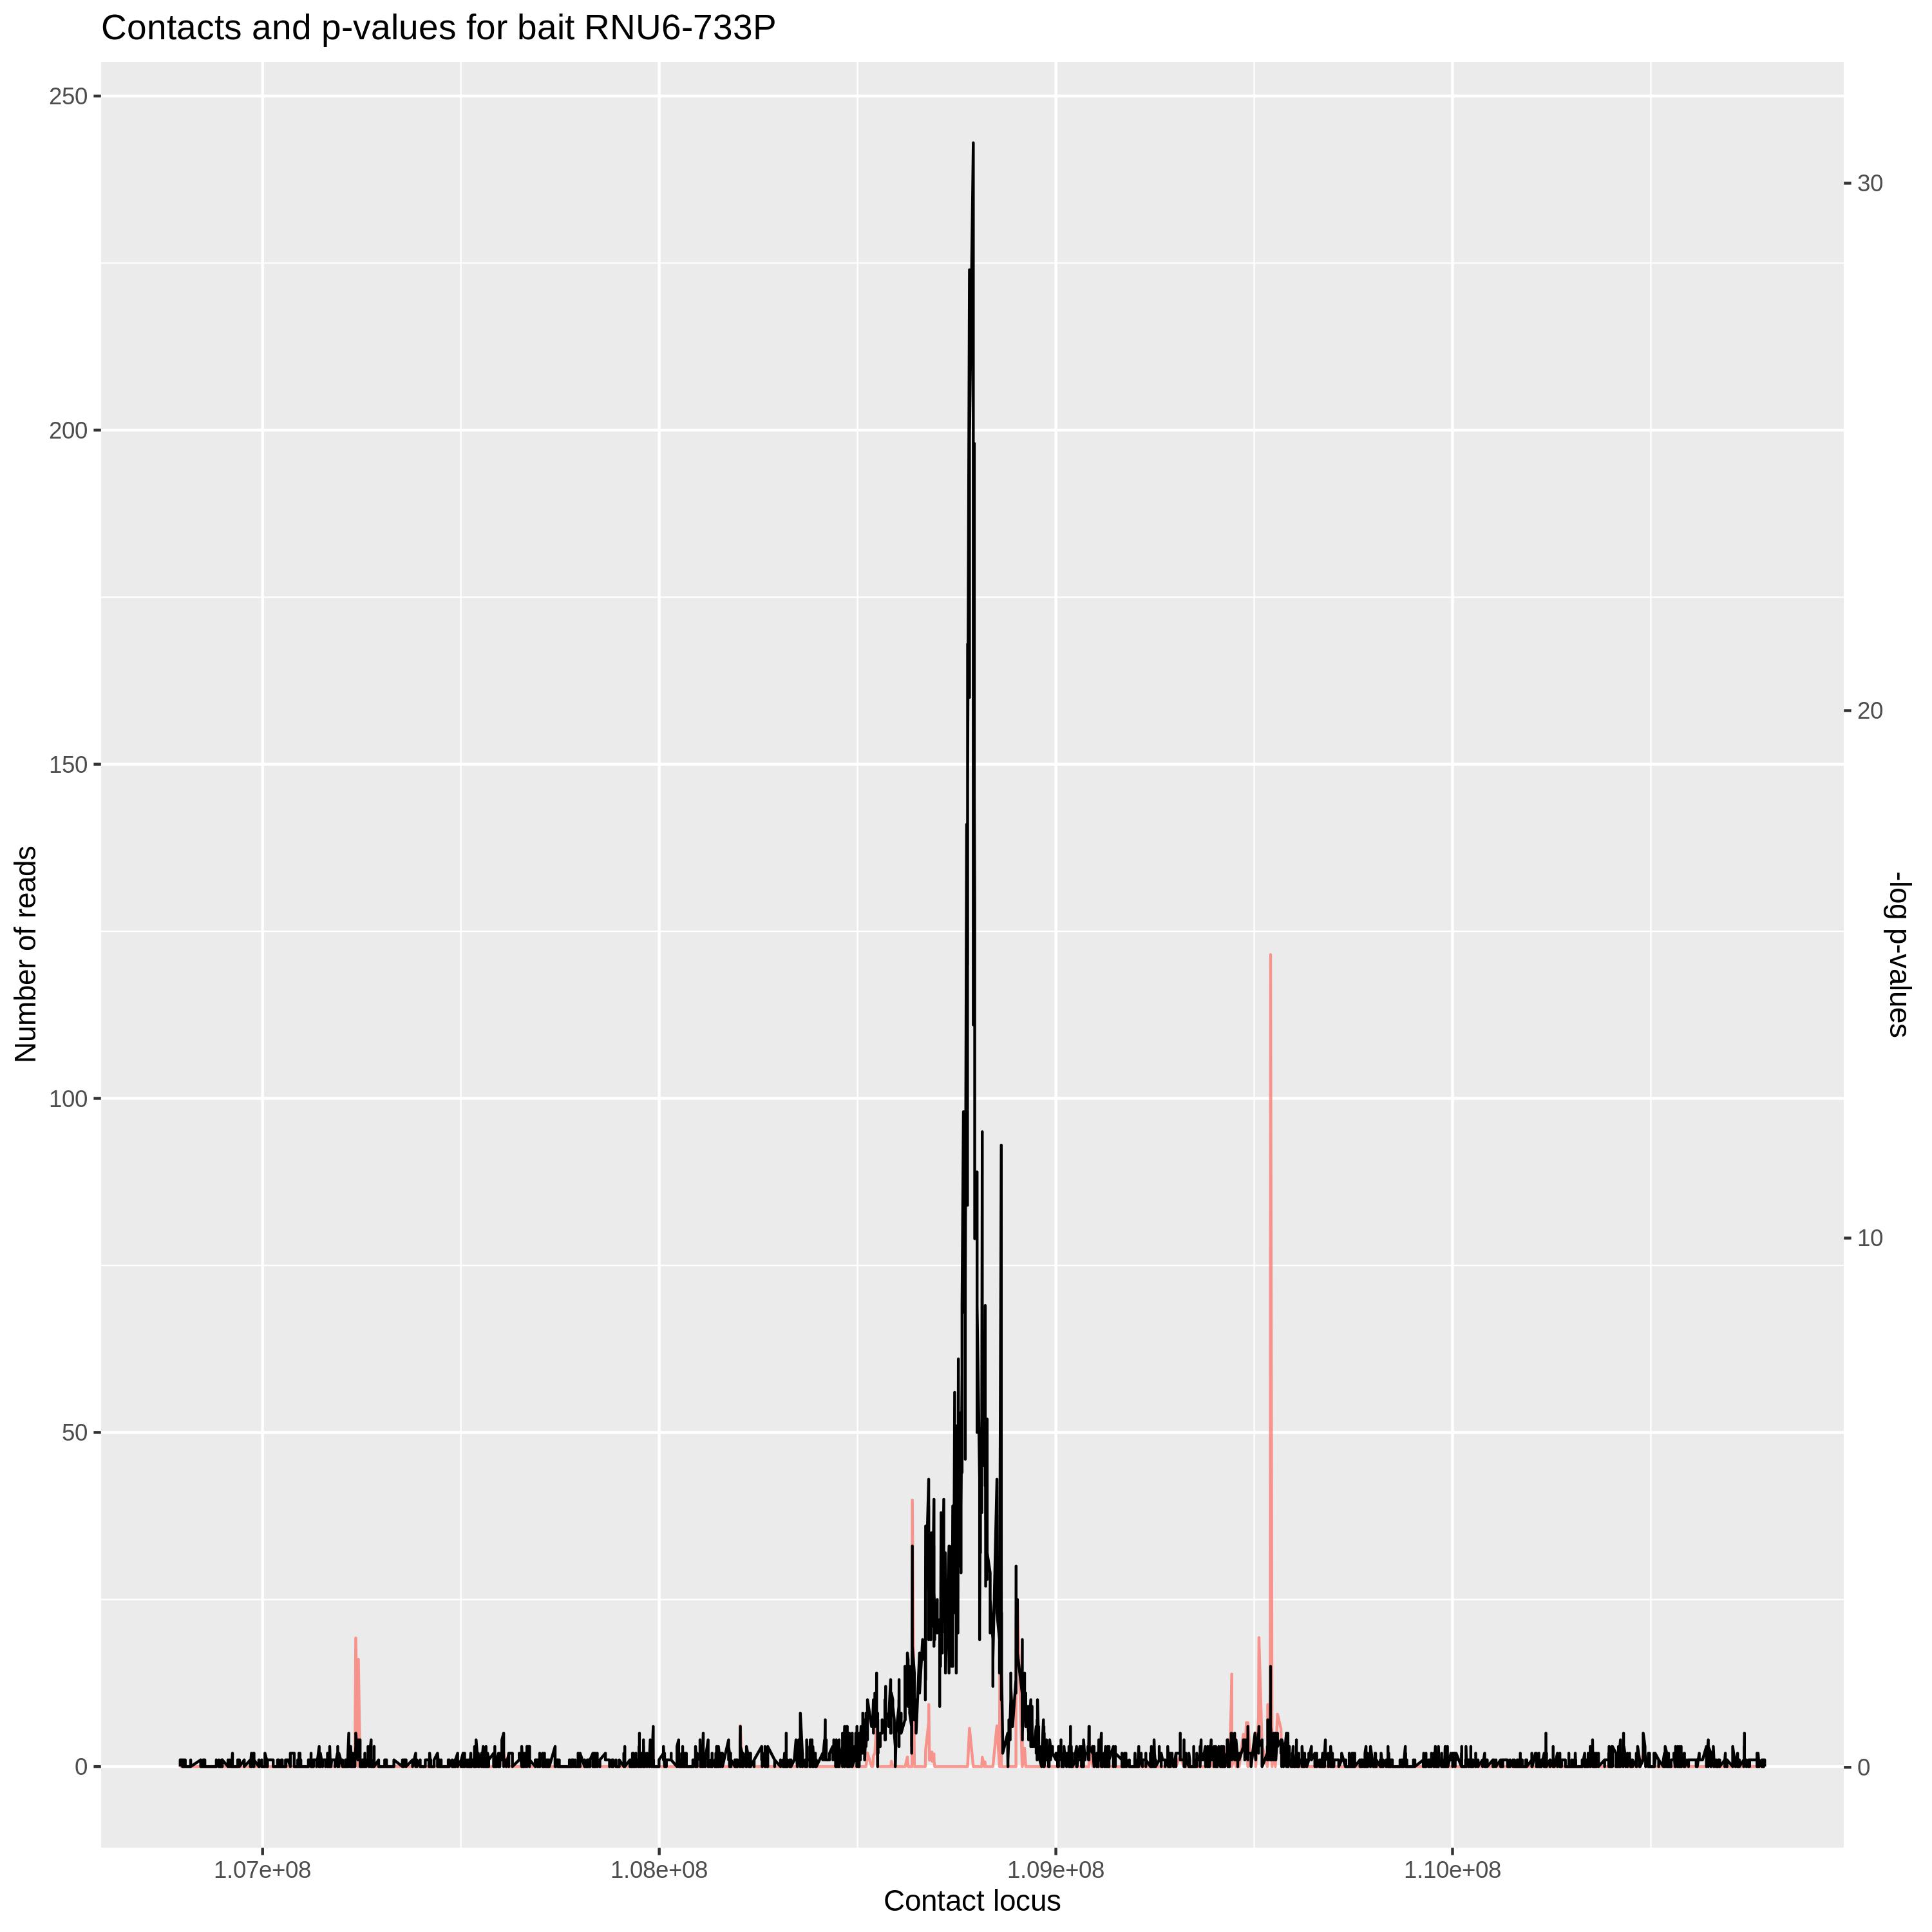 Contacts and p-values for bait RNU6-733P
250
200
150
100
50
0
Number of reads
30
20
10
0
-log p-values
1.07e+08
1.08e+08
1.09e+08
1.10e+08
Contact locus